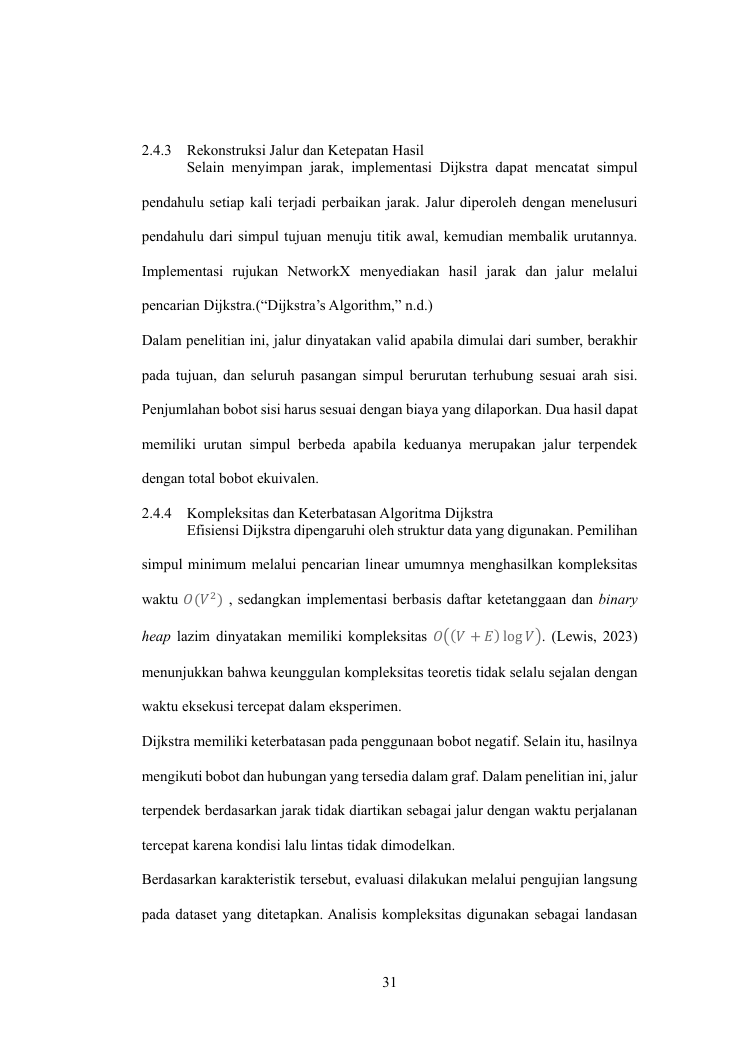 2.4.3 Rekonstruksi Jalur dan Ketepatan Hasil
Selain menyimpan jarak, implementasi Dijkstra dapat mencatat simpul
pendahulu setiap kali terjadi perbaikan jarak. Jalur diperoleh dengan menelusuri
pendahulu dari simpul tujuan menuju titik awal, kemudian membalik urutannya.
Implementasi rujukan NetworkX menyediakan hasil jarak dan jalur melalui
pencarian Dijkstra.(“Dijkstra’s Algorithm,” n.d.)
Dalam penelitian ini, jalur dinyatakan valid apabila dimulai dari sumber, berakhir
pada tujuan, dan seluruh pasangan simpul berurutan terhubung sesuai arah sisi.
Penjumlahan bobot sisi harus sesuai dengan biaya yang dilaporkan. Dua hasil dapat
memiliki urutan simpul berbeda apabila keduanya merupakan jalur terpendek
dengan total bobot ekuivalen.
2.4.4 Kompleksitas dan Keterbatasan Algoritma Dijkstra
Efisiensi Dijkstra dipengaruhi oleh struktur data yang digunakan. Pemilihan
simpul minimum melalui pencarian linear umumnya menghasilkan kompleksitas
waktu O(V²) , sedangkan implementasi berbasis daftar ketetanggaan dan binary
heap lazim dinyatakan memiliki kompleksitas O((V + E) log V). (Lewis, 2023)
menunjukkan bahwa keunggulan kompleksitas teoretis tidak selalu sejalan dengan
waktu eksekusi tercepat dalam eksperimen.
Dijkstra memiliki keterbatasan pada penggunaan bobot negatif. Selain itu, hasilnya
mengikuti bobot dan hubungan yang tersedia dalam graf. Dalam penelitian ini, jalur
terpendek berdasarkan jarak tidak diartikan sebagai jalur dengan waktu perjalanan
tercepat karena kondisi lalu lintas tidak dimodelkan.
Berdasarkan karakteristik tersebut, evaluasi dilakukan melalui pengujian langsung
pada dataset yang ditetapkan. Analisis kompleksitas digunakan sebagai landasan
31